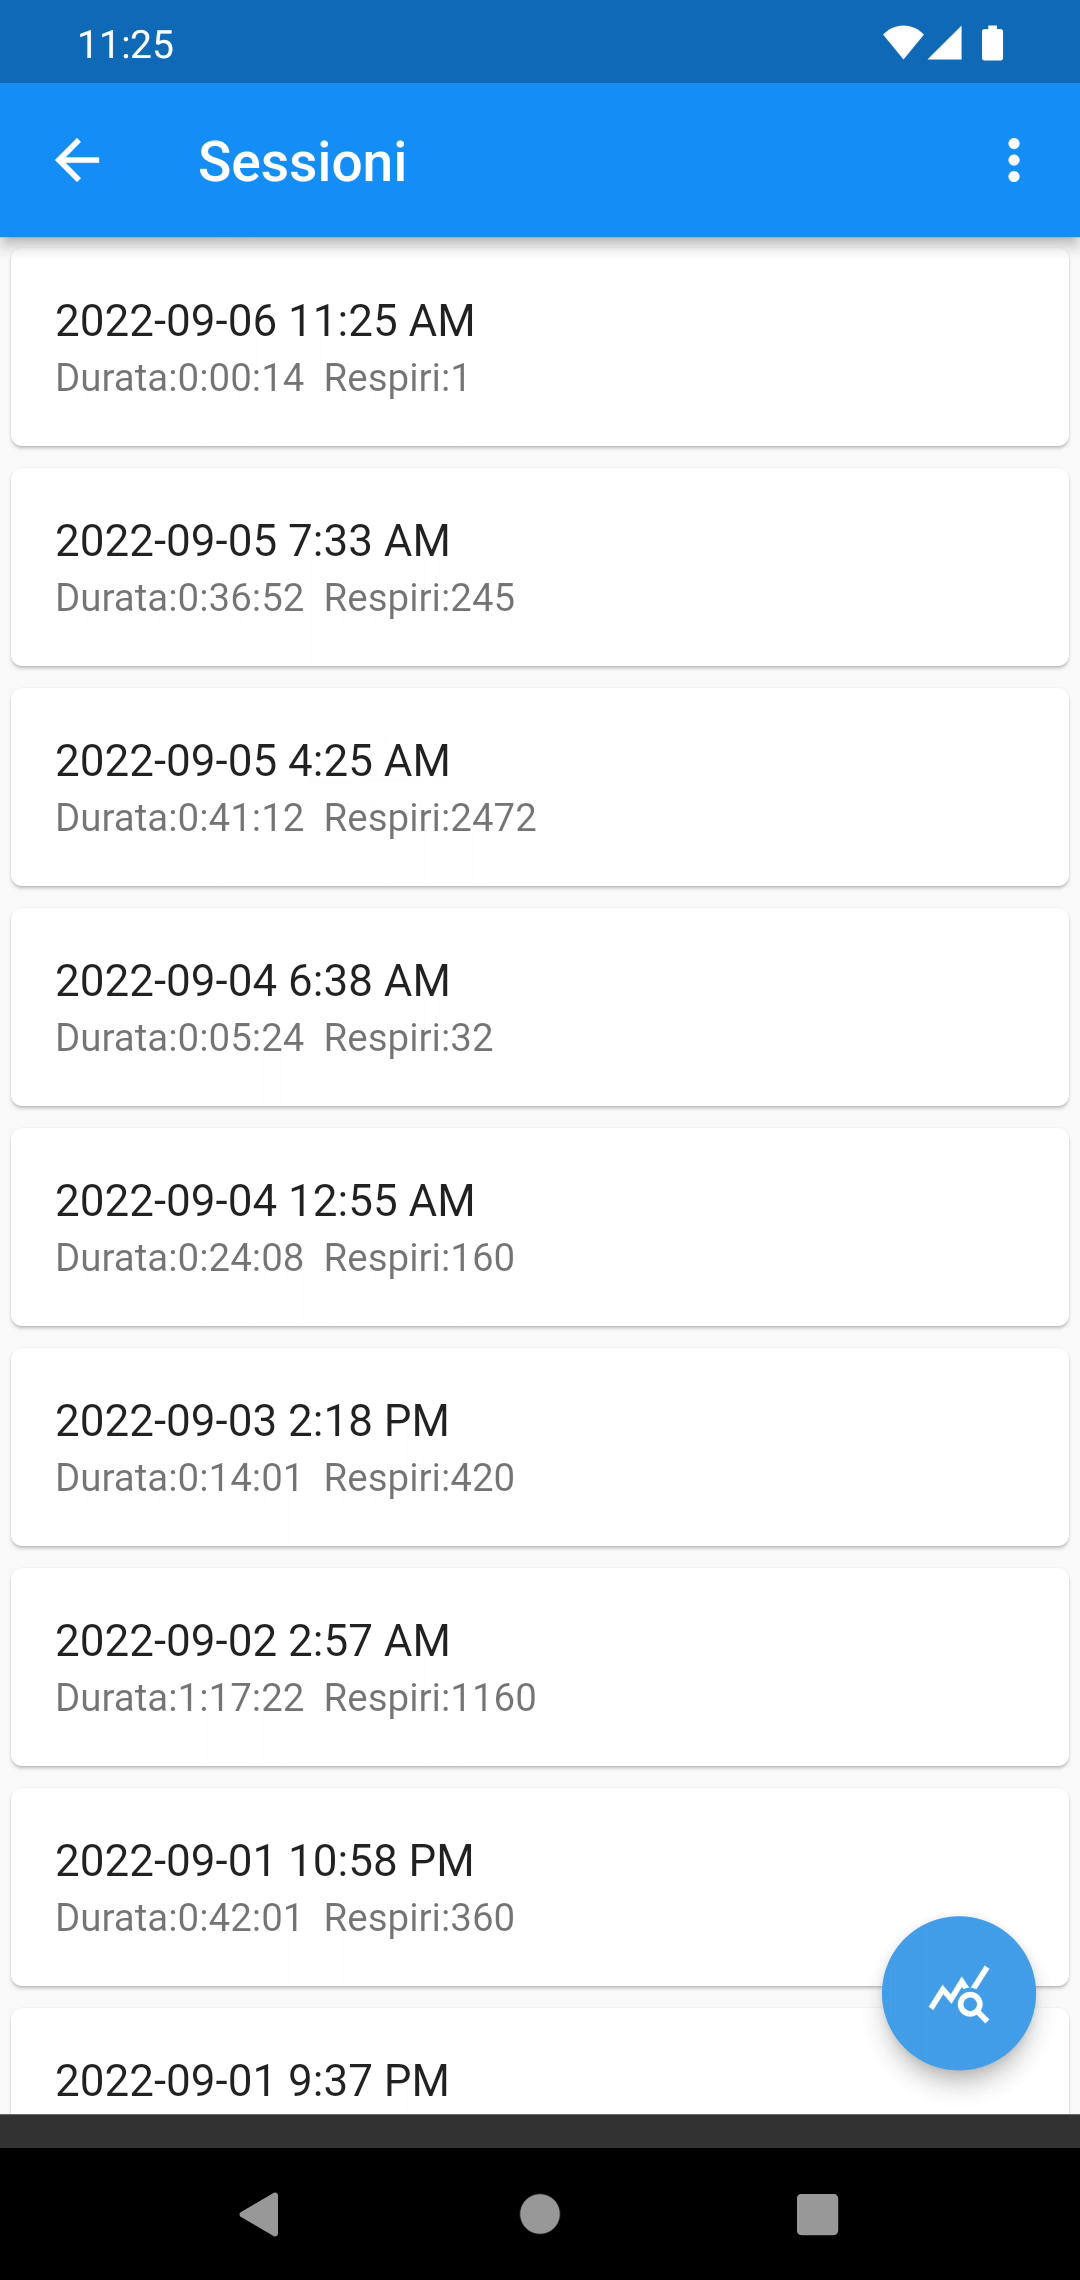 11:25
Sessioni
2022-09-06 11:25 AM
Durata:0:00:14  Respiri:1
2022-09-05 7:33 AM
Durata:0:36:52  Respiri:245
2022-09-05 4:25 AM
Durata:0:41:12  Respiri:2472
2022-09-04 6:38 AM
Durata:0:05:24  Respiri:32
2022-09-04 12:55 AM
Durata:0:24:08  Respiri:160
2022-09-03 2:18 PM
Durata:0:14:01  Respiri:420
2022-09-02 2:57 AM
Durata:1:17:22  Respiri:1160
2022-09-01 10:58 PM
Durata:0:42:01  Respiri:360
2022-09-01 9:37 PM